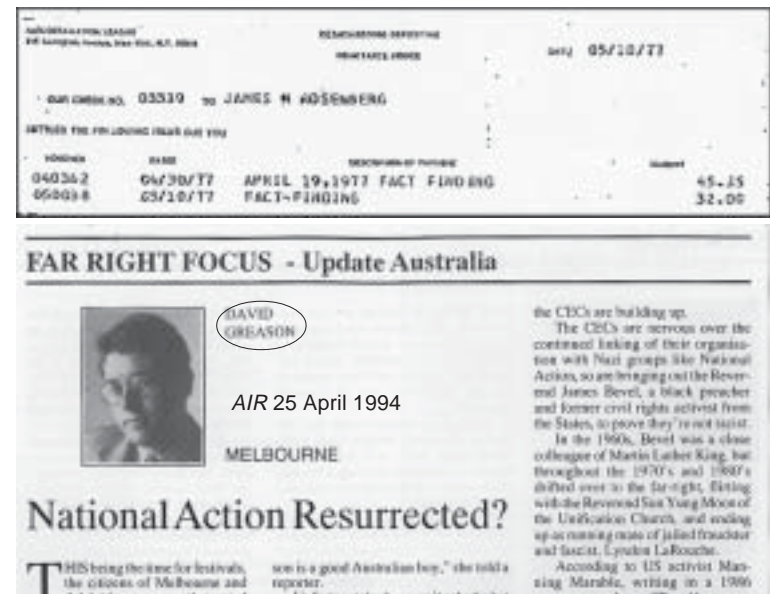 DATE 05/10/77
OUR CHECK NO. 03539 TO JAMES N ROSENBERG
VOUCHER
040342 04/30/77 APRIL 19,1977 FACT FINDING 45.15
050038 05/10/77 FACT-FINDING 32.00
FAR RIGHT FOCUS - Update Australia
DAVID
GREASON
AIR 25 April 1994
MELBOURNE
National Action Resurrected?
THIS being the time for festivals,
the citizens of Melbourne and
son is a good Australian boy," she told a
reporter.
the CECs are building up.
The CECs are nervous over the
continued linking of their organisa-
tion with Nazi groups like National
Action, so are bringing out the Rever-
end James Bevel, a black preacher
and former civil rights activist from
the States, to prove they're not racist.
In the 1960s, Bevel was a close
colleague of Martin Luther King, but
throughout the 1970's and 1980's
drifted over to the far-right, flirting
with the Reverend Sun Yung Moon of
the Unification Church, and ending
up as running mate of jailed fraudster
and fascist, Lyndon LaRouche.
According to US activist Man-
ning Marable, writing in a 1986